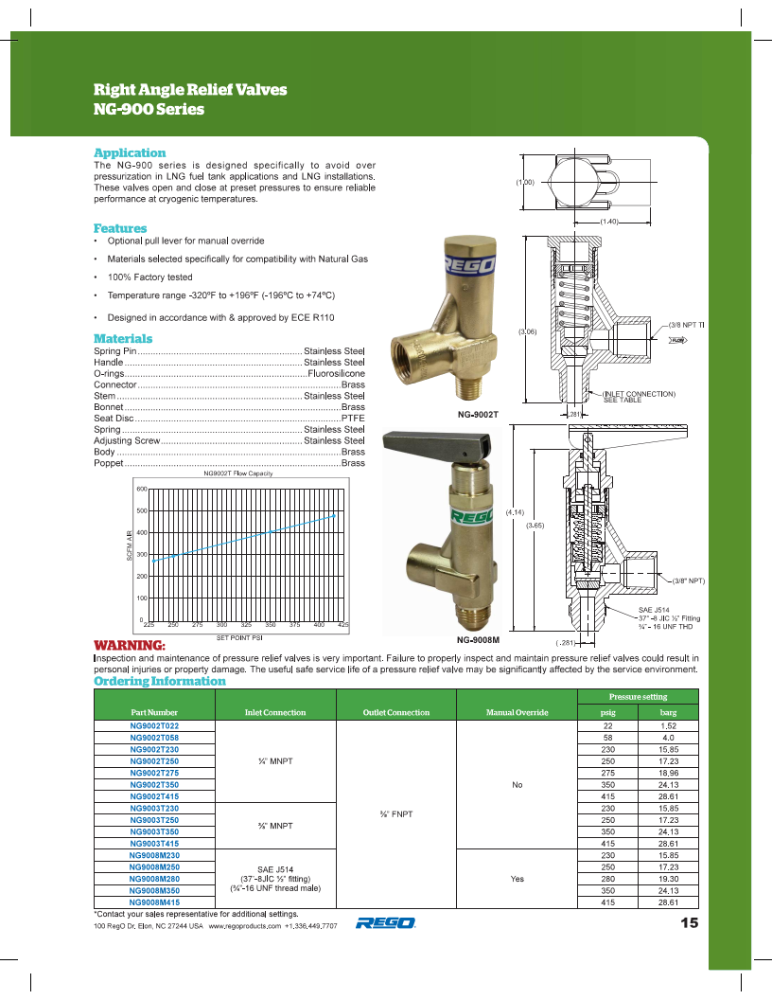 Right Angle Relief Valves
NG-900 Series
Application
The NG-900 series is designed specifically to avoid over
pressurization in LNG fuel tank applications and LNG installations.
These valves open and close at preset pressures to ensure reliable
performance at cryogenic temperatures.
Features
• Optional pull lever for manual override
• Materials selected specifically for compatibility with Natural Gas
• 100% Factory tested
• Temperature range -320ºF to +196ºF (-196ºC to +74ºC)
• Designed in accordance with & approved by ECE R110
Materials
Spring Pin Stainless Steel
Handle Stainless Steel
O-rings Fluorosilicone
Connector Brass
Stem Stainless Steel
Bonnet Brass
Seat Disc PTFE
Spring Stainless Steel
Adjusting Screw Stainless Steel
Body Brass
Poppet Brass
REGO
NG-9002T
(1.00)
(1.40)
(3.06)
(3/8 NPT T
FLOW
(INLET CONNECTION)
SEE TABLE
(.281)
REGO
NG-9008M
(4.14)
(3.65)
(3/8" NPT)
SAE J514
37° -8 JIC ½" Fitting
¾" - 16 UNF THD
( .281)
NG9002T Flow Capacity
SCFM AIR
600
500
400
300
200
100
0
225 250 275 300 325 350 375 400 425
SET POINT PSI
WARNING:
Inspection and maintenance of pressure relief valves is very important. Failure to properly inspect and maintain pressure relief valves could result in
personal injuries or property damage. The useful safe service life of a pressure relief valve may be significantly affected by the service environment.
Ordering Information
Part Number Inlet Connection Outlet Connection Manual Override Pressure setting
psig barg
NG9002T022 ¼" MNPT ⅜" FNPT No 22 1.52
NG9002T058 58 4.0
NG9002T230 230 15.85
NG9002T250 250 17.23
NG9002T275 275 18.96
NG9002T350 350 24.13
NG9002T415 415 28.61
NG9003T230 ⅜" MNPT 230 15.85
NG9003T250 250 17.23
NG9003T350 350 24.13
NG9003T415 415 28.61
NG9008M230 SAE J514 Yes 230 15.85
NG9008M250 (37°-8JIC ½" fitting) 250 17.23
NG9008M280 (¾"-16 UNF thread male) 280 19.30
NG9008M350 350 24.13
NG9008M415 415 28.61
*Contact your sales representative for additional settings.
100 RegO Dr. Elon, NC 27244 USA www.regoproducts.com +1.336.449.7707
REGO
15